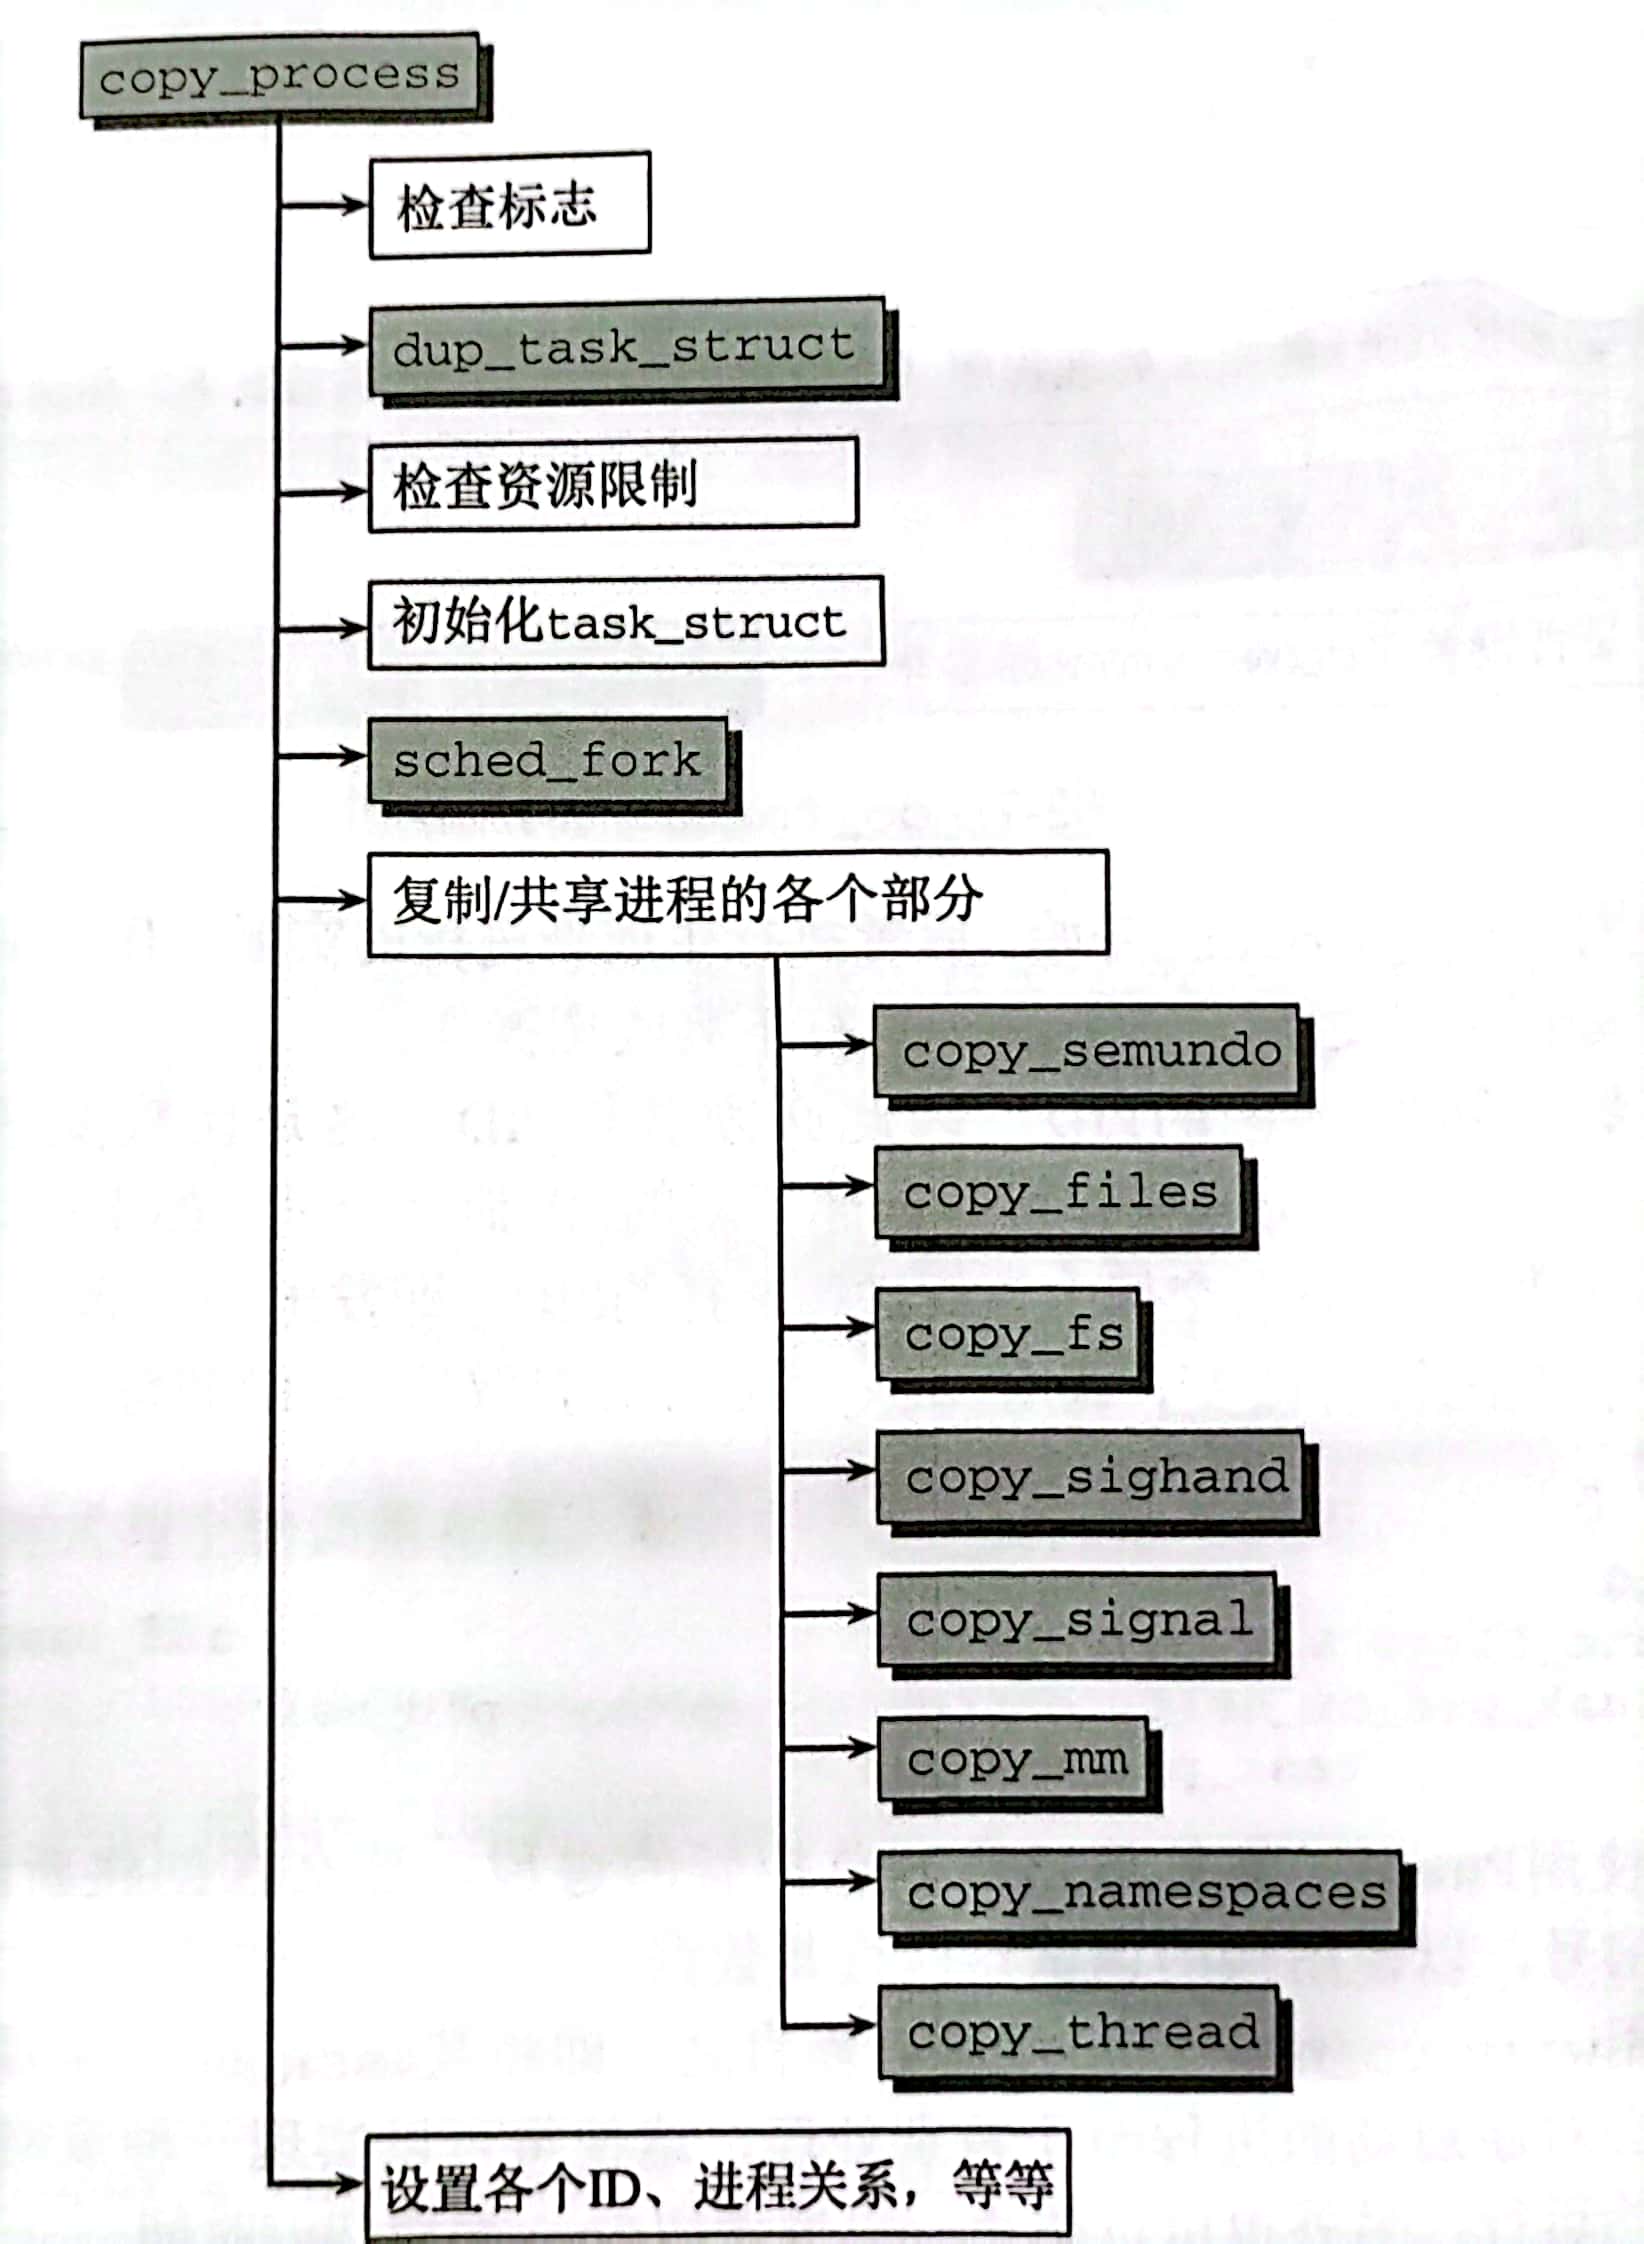 copy_process
检查标志
dup_task_struct
检查资源限制
初始化task_struct
sched_fork
复制/共享进程的各个部分
copy_semundo
copy_files
copy_fs
copy_sighand
copy_signal
copy_mm
copy_namespaces
copy_thread
设置各个ID、进程关系，等等